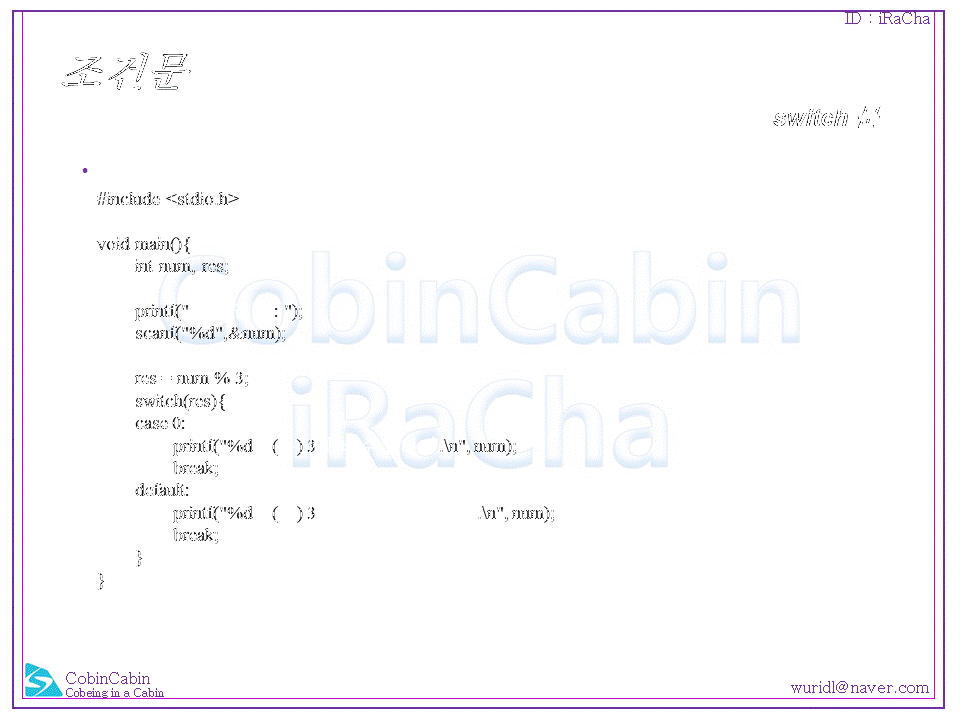 ID : iRaCha
조건문
switch 문
•
#include <stdio.h>
void main(){
int num, res;
printf(" : ");
scanf("%d",&num);
res = num % 3;
switch(res){
case 0:
printf("%d ( ) 3 .\n", num);
break;
default:
printf("%d ( ) 3 .\n", num);
break;
}
}
CobinCabin
iRaCha
CobinCabin
Cobeing in a Cabin
wuridl@naver.com